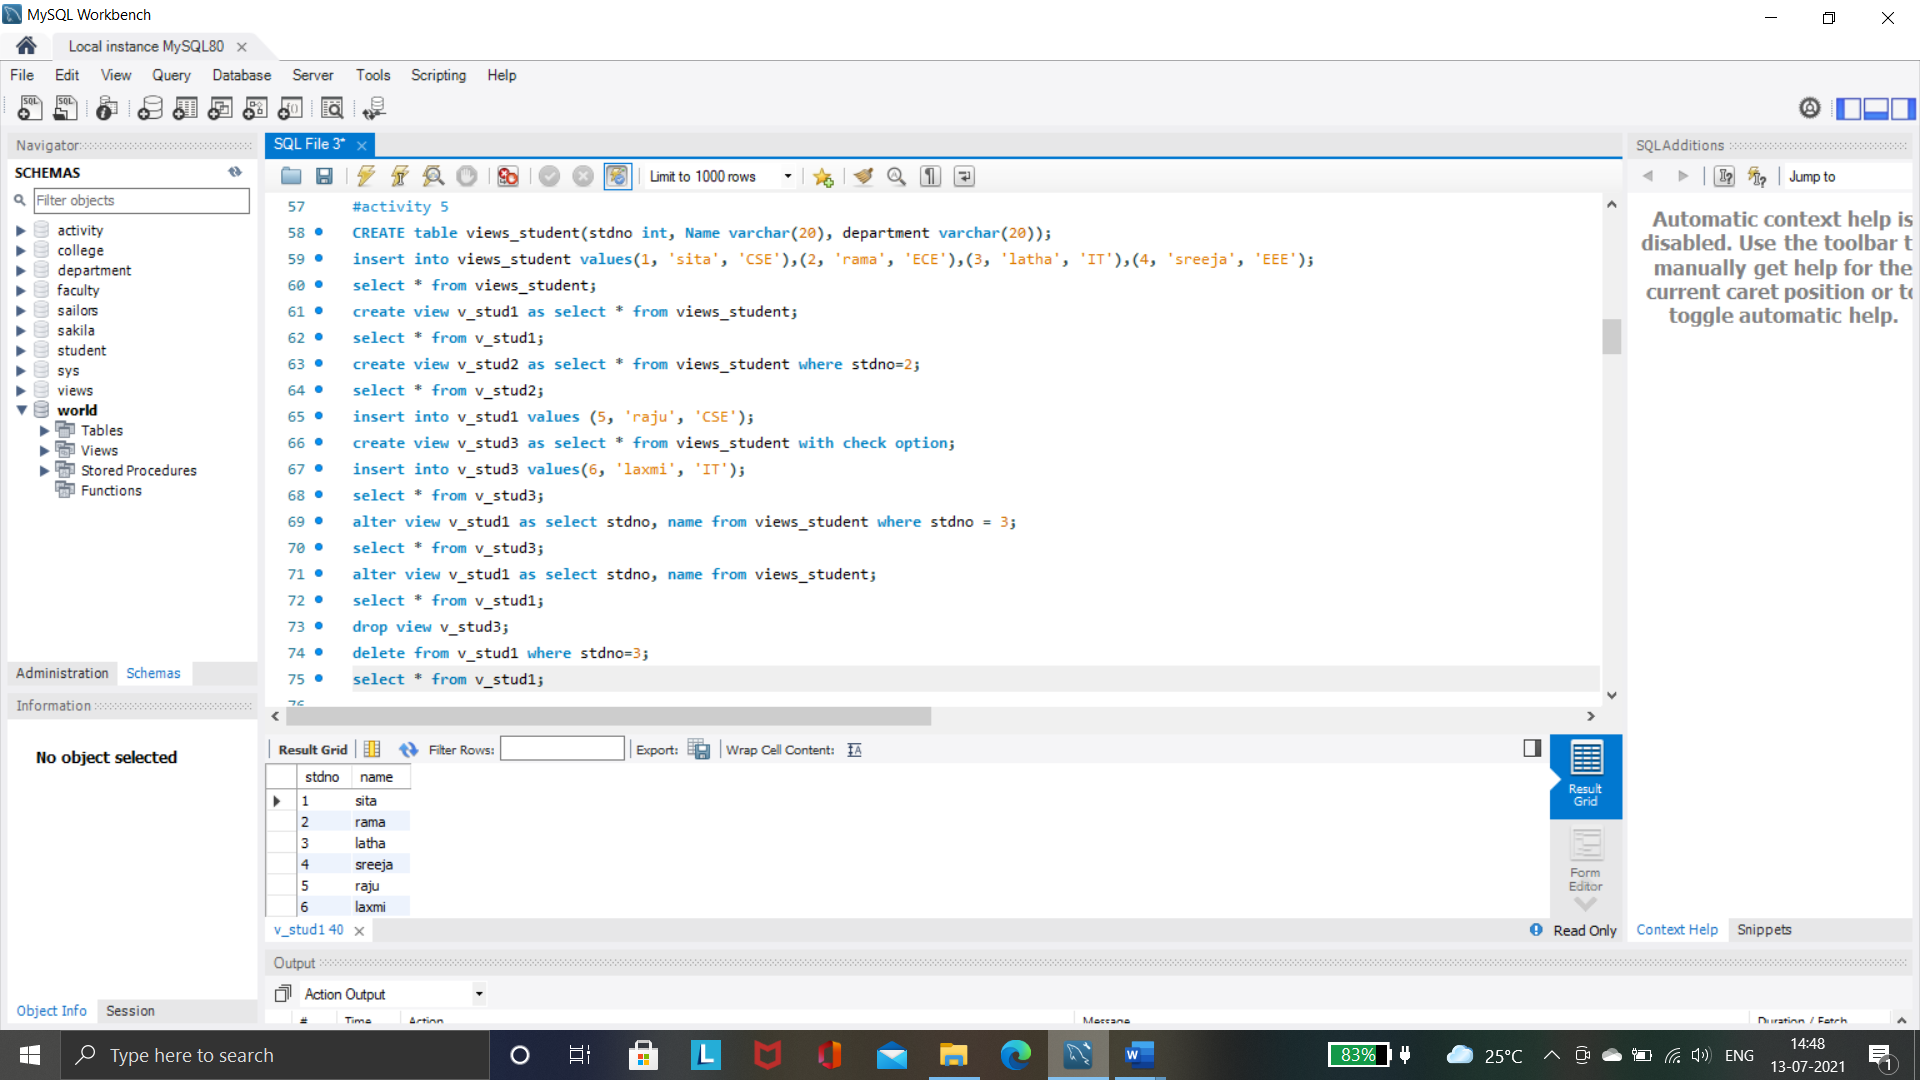 MySQL Workbench
Local instance MySQL80
File Edit View Query Database Server Tools Scripting Help
Navigator
SCHEMAS
Filter objects
activity
college
department
faculty
sailors
sakila
student
sys
views
world
Tables
Views
Stored Procedures
Functions
Administration Schemas
Information
No object selected
Object Info Session
SQL File 3*
Limit to 1000 rows
57 #activity 5
58 CREATE table views_student(stdno int, Name varchar(20), department varchar(20));
59 insert into views_student values(1, 'sita', 'CSE'),(2, 'rama', 'ECE'),(3, 'latha', 'IT'),(4, 'sreeja', 'EEE');
60 select * from views_student;
61 create view v_stud1 as select * from views_student;
62 select * from v_stud1;
63 create view v_stud2 as select * from views_student where stdno=2;
64 select * from v_stud2;
65 insert into v_stud1 values (5, 'raju', 'CSE');
66 create view v_stud3 as select * from views_student with check option;
67 insert into v_stud3 values(6, 'laxmi', 'IT');
68 select * from v_stud3;
69 alter view v_stud1 as select stdno, name from views_student where stdno = 3;
70 select * from v_stud3;
71 alter view v_stud1 as select stdno, name from views_student;
72 select * from v_stud1;
73 drop view v_stud3;
74 delete from v_stud1 where stdno=3;
75 select * from v_stud1;
76
Result Grid Filter Rows: Export: Wrap Cell Content:
stdno name
1 sita
2 rama
3 latha
4 sreeja
5 raju
6 laxmi
Result Grid
Form Editor
v_stud1 40
Read Only
Output
Action Output
# Time Action Message Duration / Fetch
SQLAdditions
Jump to
Automatic context help is
disabled. Use the toolbar t
manually get help for the
current caret position or to
toggle automatic help.
Context Help Snippets
Type here to search
83%
25°C
ENG
14:48
13-07-2021
1